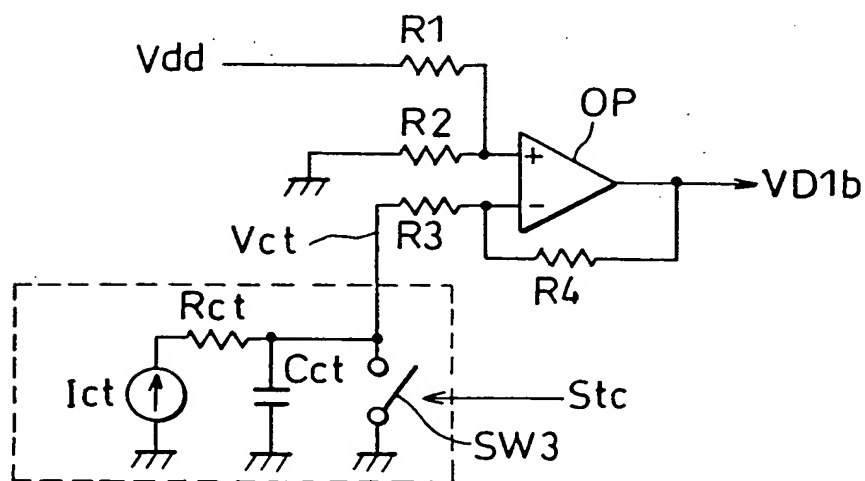 R1
Vdd
OP
R2
+
VD1b
-
R3
Vct
R4
Rct
Cct
Ict
Stc
SW3